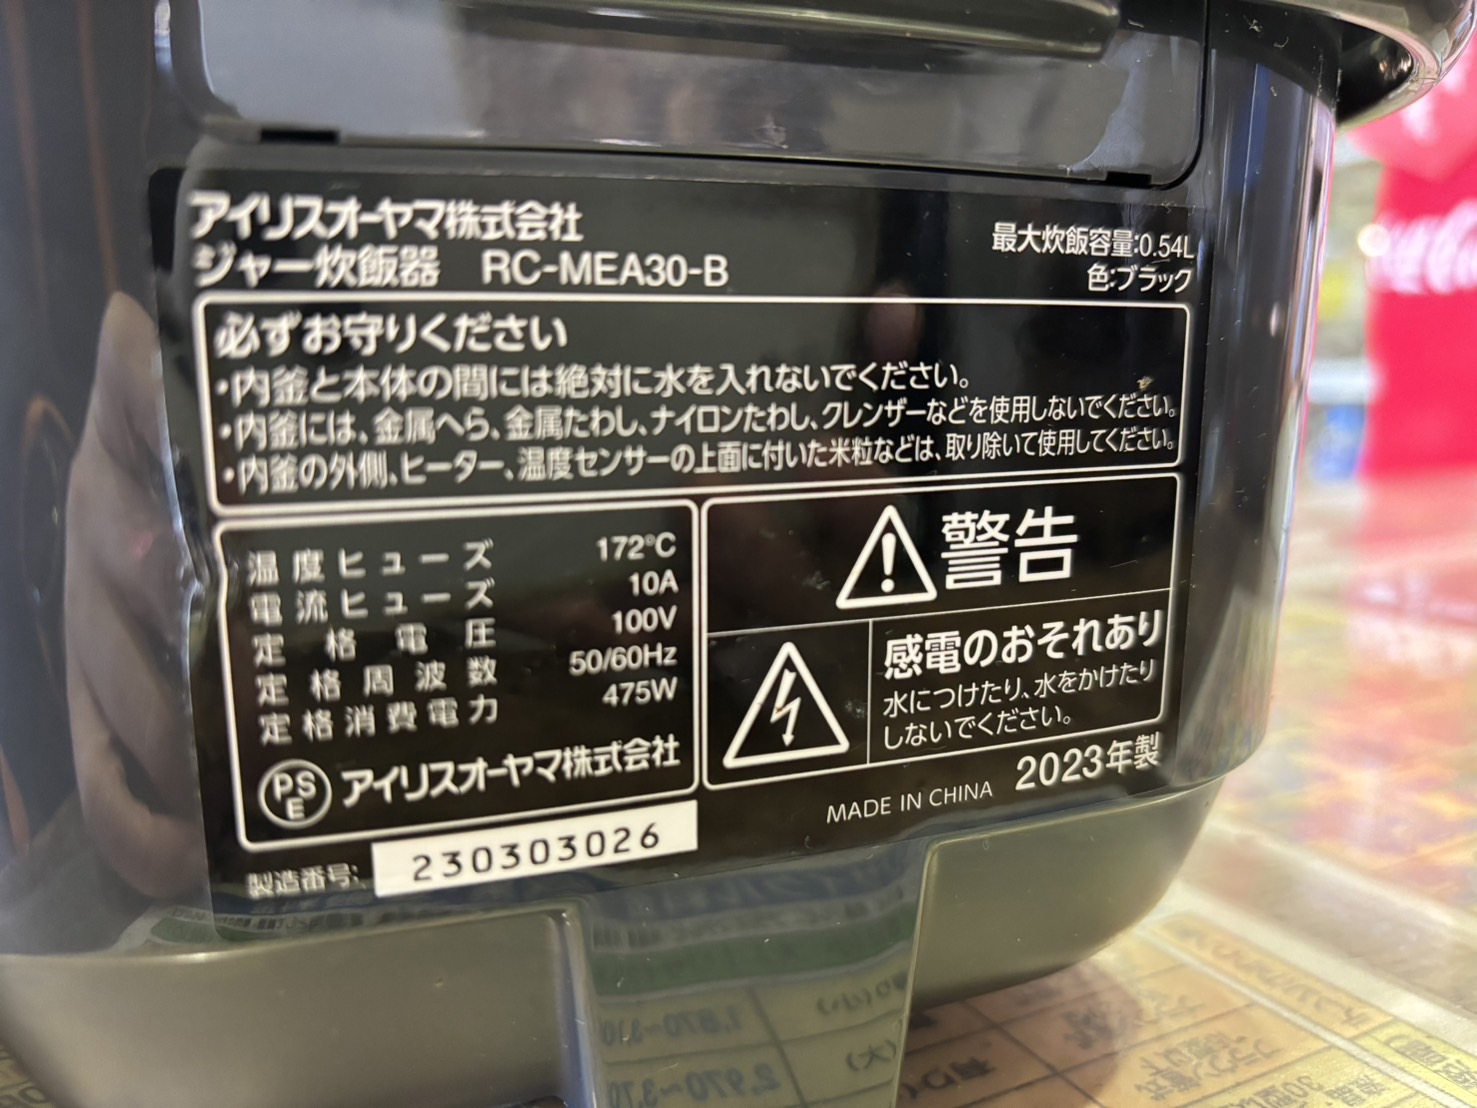 アイリスオーヤマ株式会社
ジャー炊飯器 RC-MEA30-B
最大炊飯容量:0.54L
色:ブラック
必ずお守りください
・内釜と本体の間には絶対に水を入れないでください。
・内釜には、金属へら、金属たわし、ナイロンたわし、クレンザーなどを使用しないでください。
・内釜の外側、ヒーター、温度センサーの上面に付いた米粒などは、取り除いて使用してください。
温度ヒューズ 172℃
電流ヒューズ 10A
定格電圧 100V
定格周波数 50/60Hz
定格消費電力 475W
PSE アイリスオーヤマ株式会社
警告
感電のおそれあり
水につけたり、水をかけたり
しないでください。
MADE IN CHINA 2023年製
製造番号: 230303026
Coca-Cola